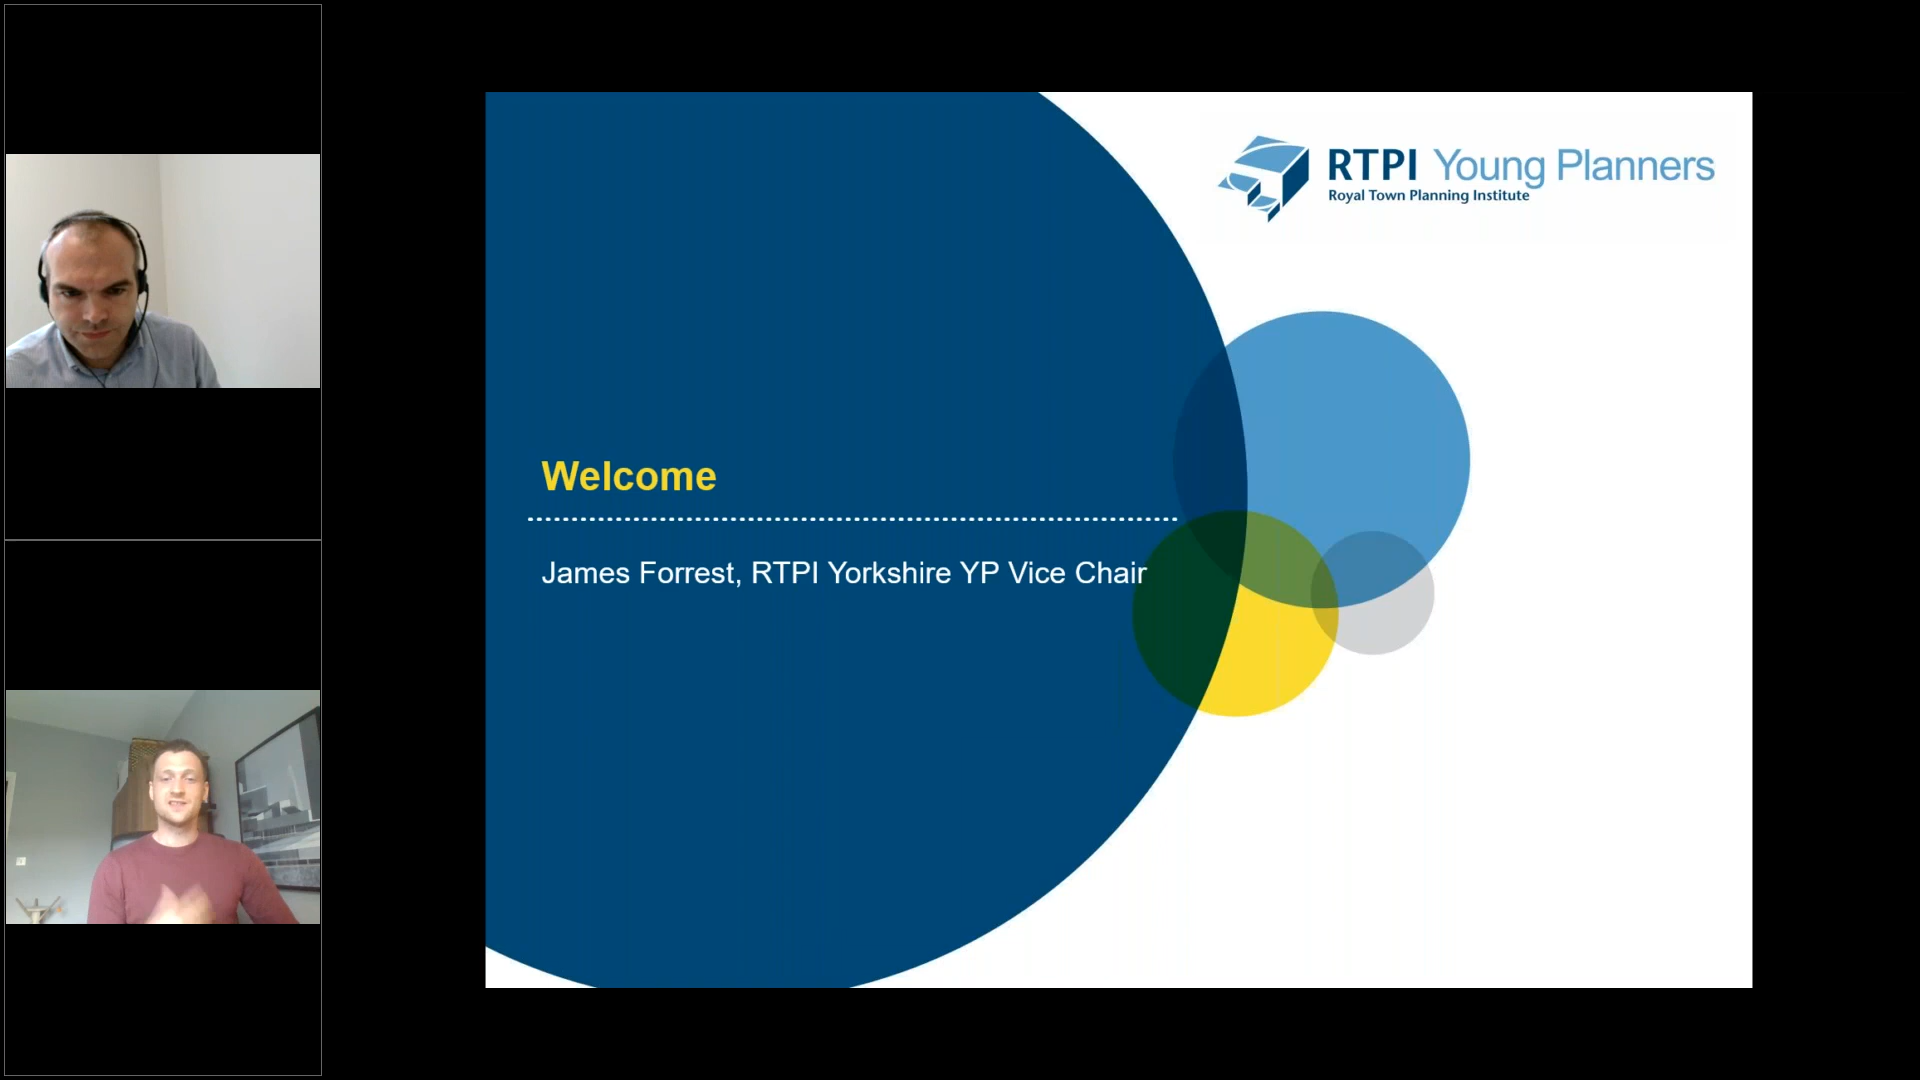 RTPI Young Planners
Royal Town Planning Institute
Welcome
James Forrest, RTPI Yorkshire YP Vice Chair